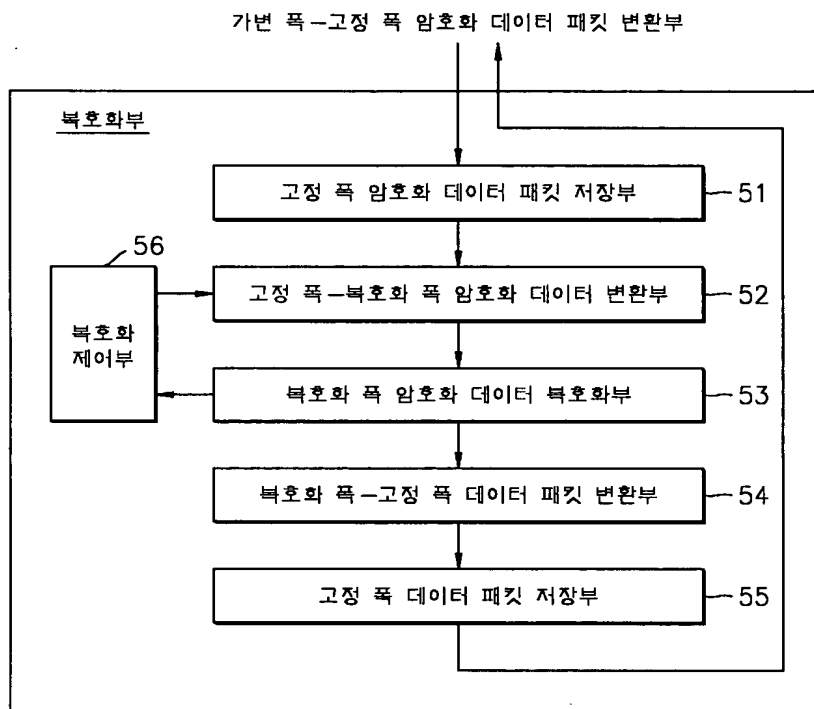 가변 폭-고정 폭 암호화 데이터 패킷 변환부
복호화부
고정 폭 암호화 데이터 패킷 저장부
51
56
고정 폭-복호화 폭 암호화 데이터 변환부
52
복호화
제어부
복호화 폭 암호화 데이터 복호화부
53
복호화 폭-고정 폭 데이터 패킷 변환부
54
고정 폭 데이터 패킷 저장부
55